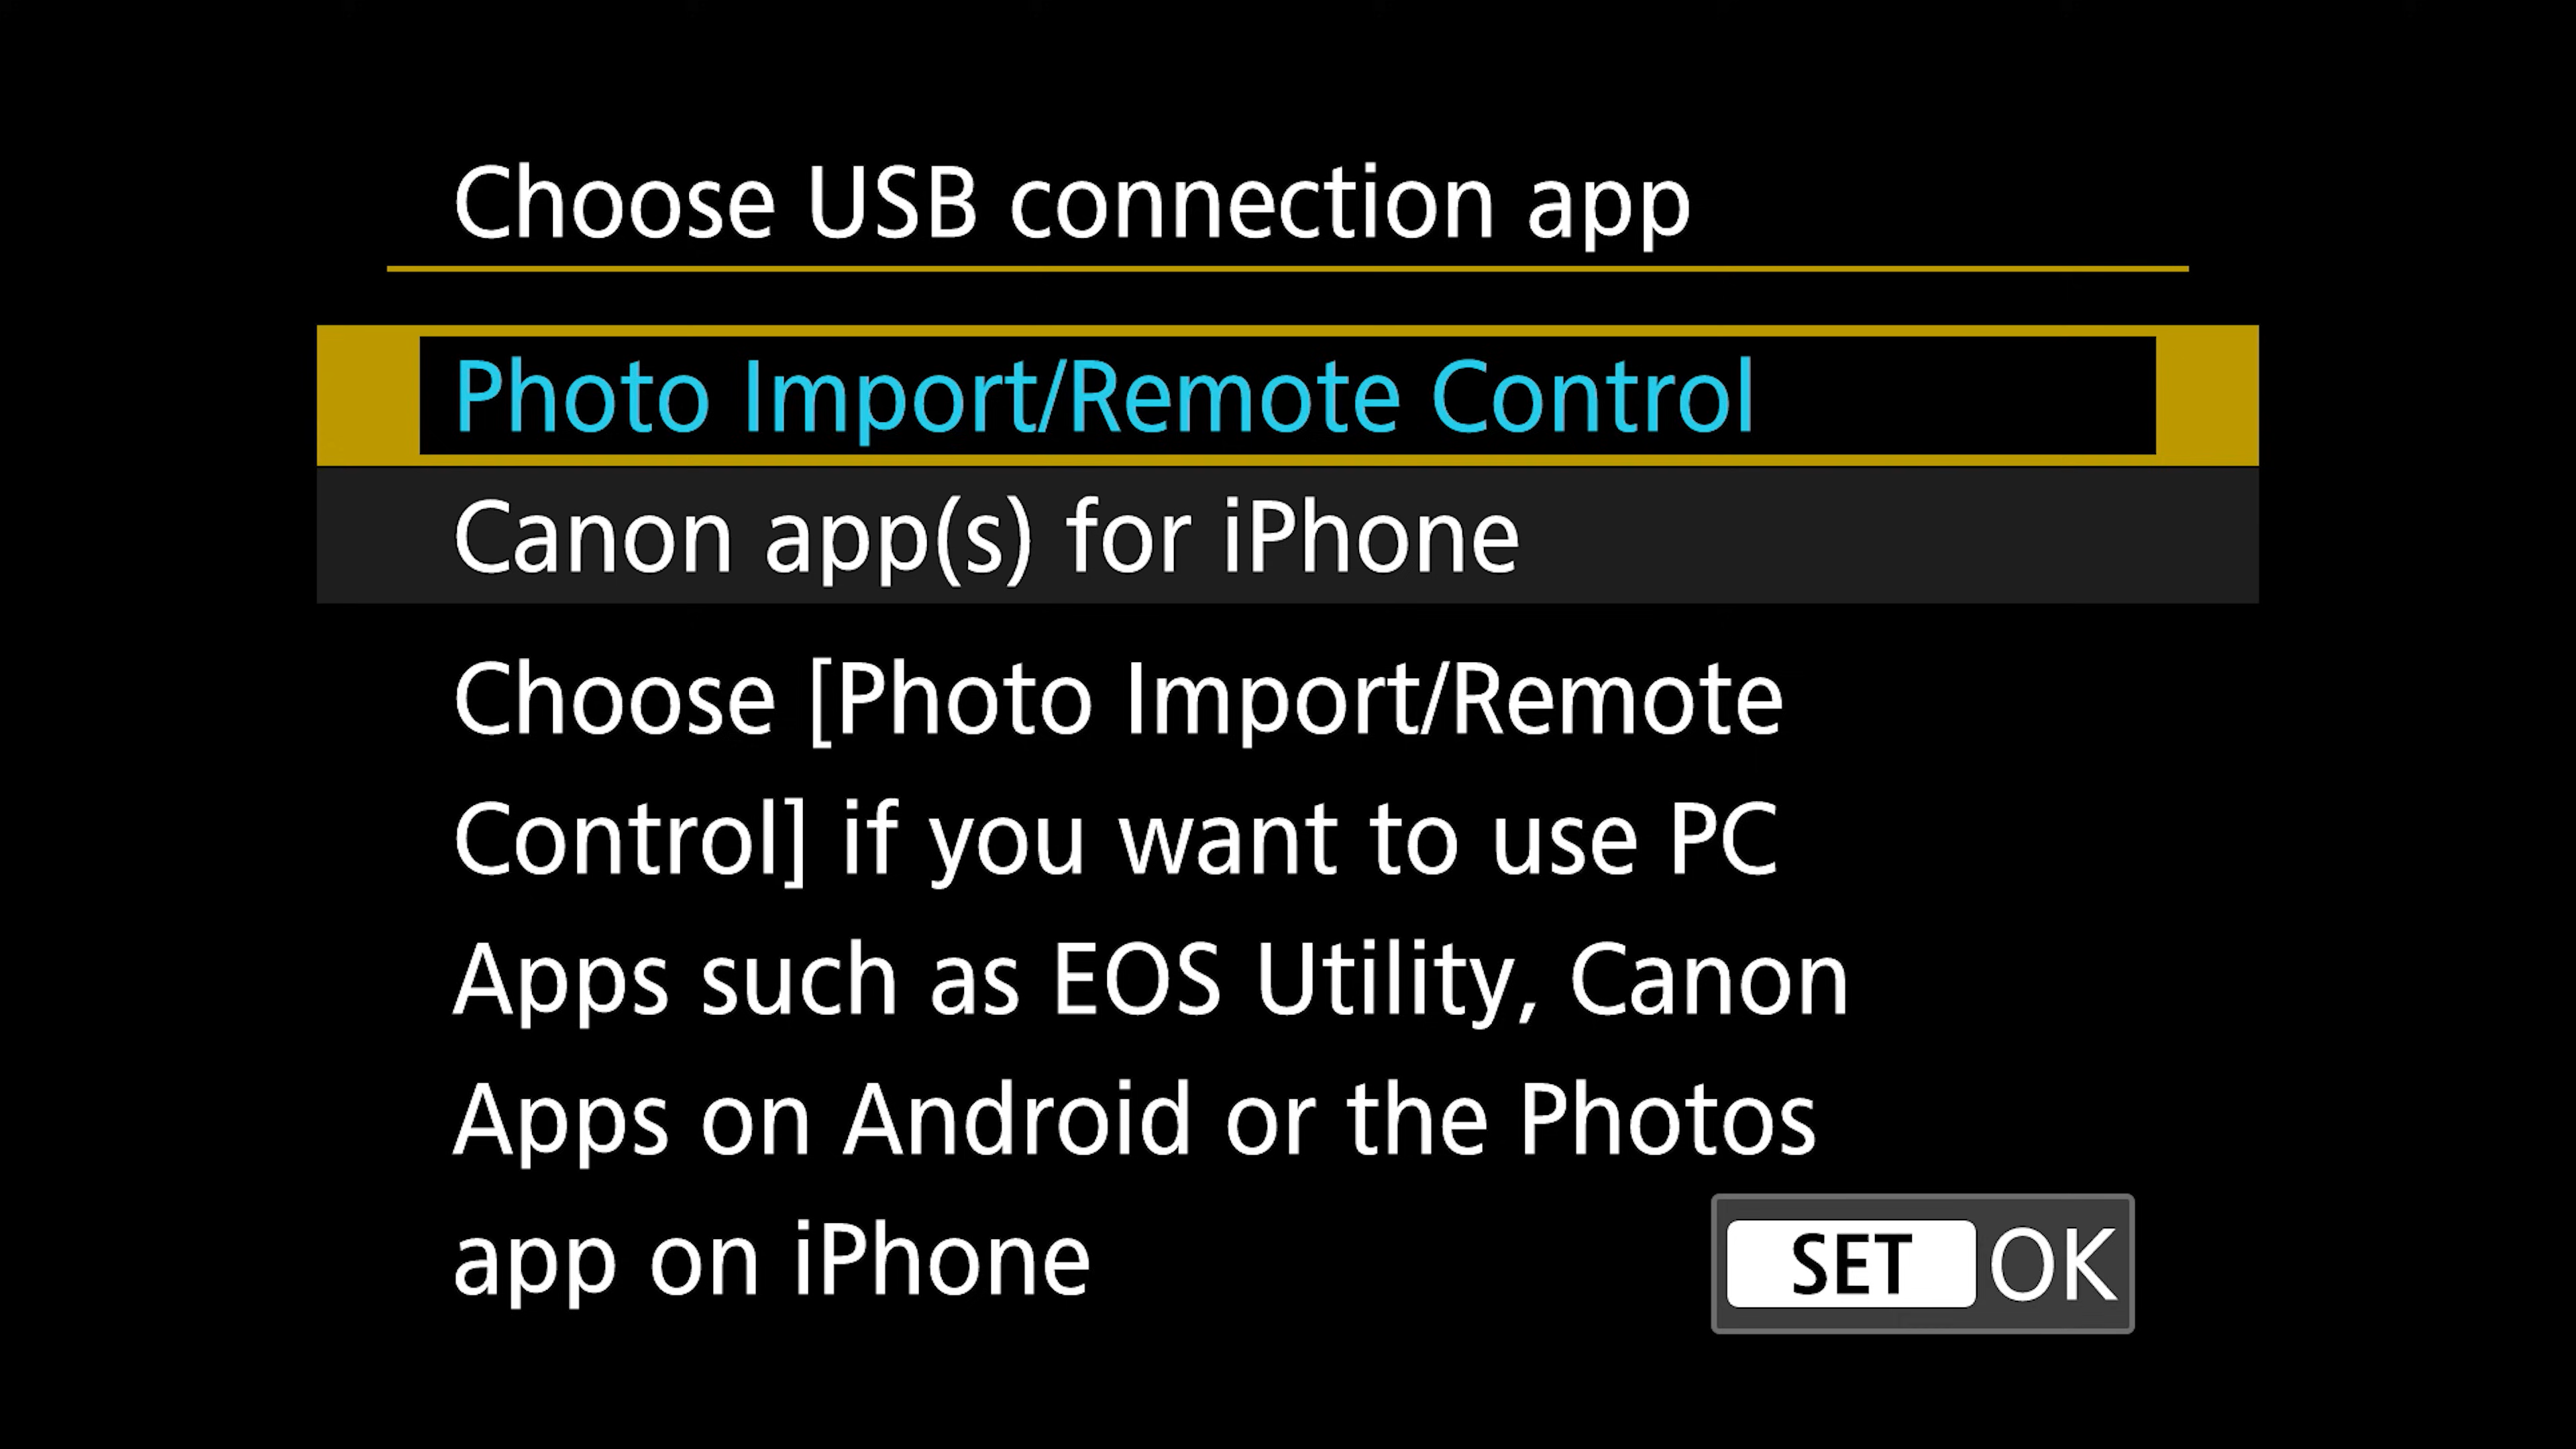 Choose USB connection app
Photo Import/Remote Control
Canon app(s) for iPhone
Choose [Photo Import/Remote
Control] if you want to use PC
Apps such as EOS Utility, Canon
Apps on Android or the Photos
app on iPhone
SET OK